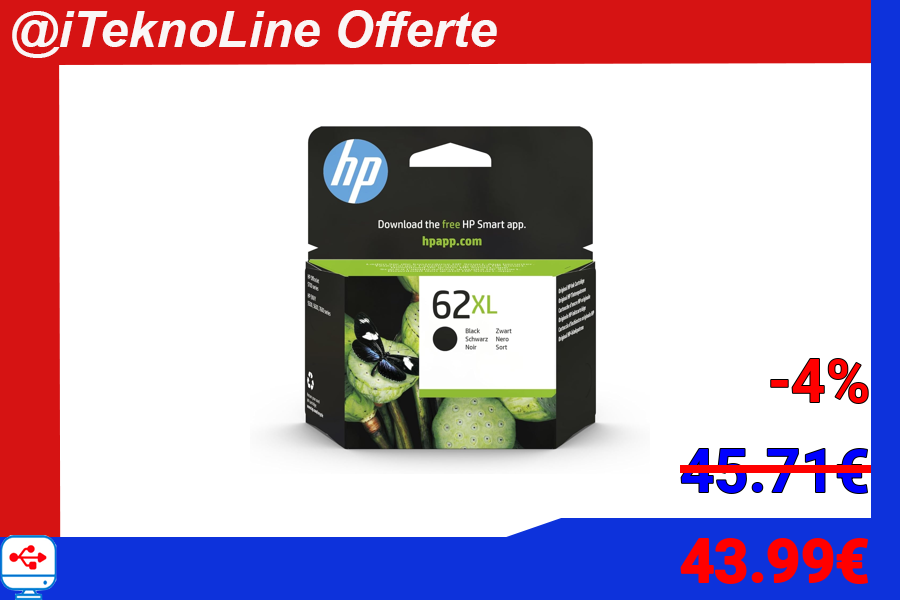 @iTeknoLine Offerte
hp
Download the free HP Smart app.
hpapp.com
62XL
Black Zwart
Schwarz Nero
Noir Sort
-4%
45.71€
43.99€